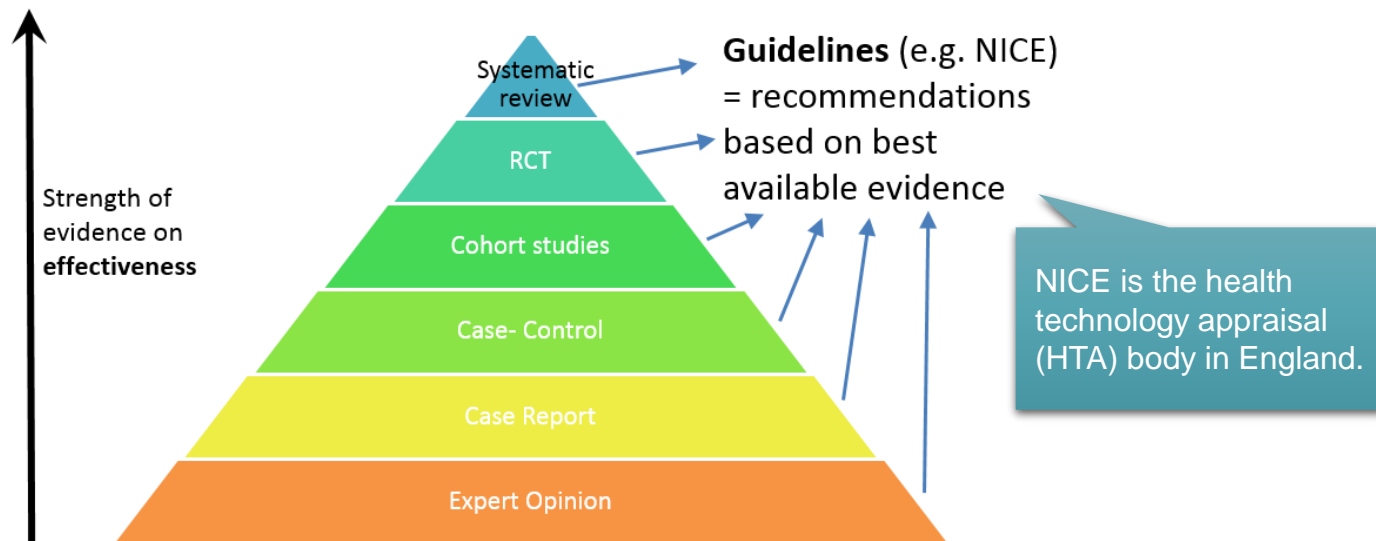 Systematic
review
RCT
Cohort studies
Case- Control
Case Report
Expert Opinion
Strength of
evidence on
effectiveness
Guidelines (e.g. NICE)
= recommendations
based on best
available evidence
NICE is the health
technology appraisal
(HTA) body in England.